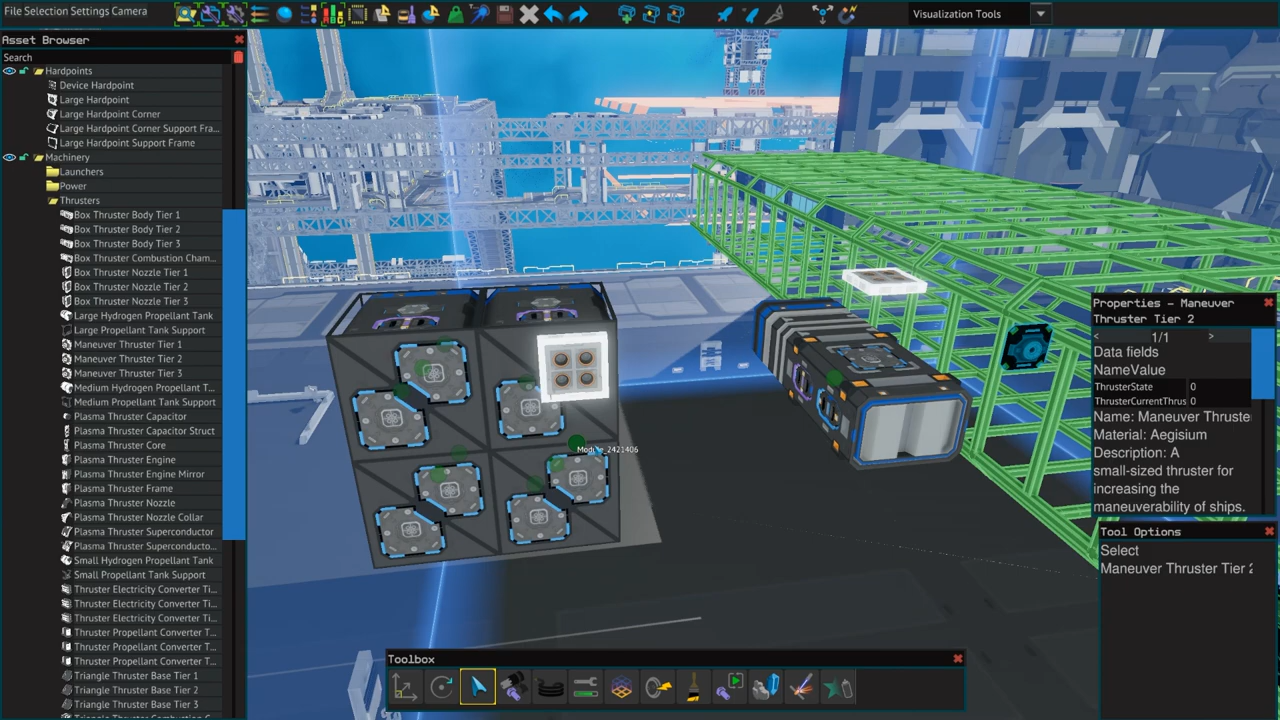 File Selection Settings Camera
Visualization Tools
Asset Browser
Search
Hardpoints
Device Hardpoint
Large Hardpoint
Large Hardpoint Corner
Large Hardpoint Corner Support Fra...
Large Hardpoint Support Frame
Machinery
Launchers
Power
Thrusters
Box Thruster Body Tier 1
Box Thruster Body Tier 2
Box Thruster Body Tier 3
Box Thruster Combustion Cham...
Box Thruster Nozzle Tier 1
Box Thruster Nozzle Tier 2
Box Thruster Nozzle Tier 3
Large Hydrogen Propellant Tank
Large Propellant Tank Support
Maneuver Thruster Tier 1
Maneuver Thruster Tier 2
Maneuver Thruster Tier 3
Medium Hydrogen Propellant T...
Medium Propellant Tank Support
Plasma Thruster Capacitor
Plasma Thruster Capacitor Struct
Plasma Thruster Core
Plasma Thruster Engine
Plasma Thruster Engine Mirror
Plasma Thruster Frame
Plasma Thruster Nozzle
Plasma Thruster Nozzle Collar
Plasma Thruster Superconductor
Plasma Thruster Superconducto...
Small Hydrogen Propellant Tank
Small Propellant Tank Support
Thruster Electricity Converter Ti...
Thruster Electricity Converter Ti...
Thruster Electricity Converter Ti...
Thruster Propellant Converter T...
Thruster Propellant Converter T...
Thruster Propellant Converter T...
Triangle Thruster Base Tier 1
Triangle Thruster Base Tier 2
Triangle Thruster Base Tier 3
Module_2421406
Properties - Maneuver
Thruster Tier 2
< 1/1 >
Data fields
NameValue
ThrusterState 0
ThrusterCurrentThrus 0
Name: Maneuver Thruste
Material: Aegisium
Description: A
small-sized thruster for
increasing the
maneuverability of ships.
Tool Options
Select
Maneuver Thruster Tier 2
Toolbox